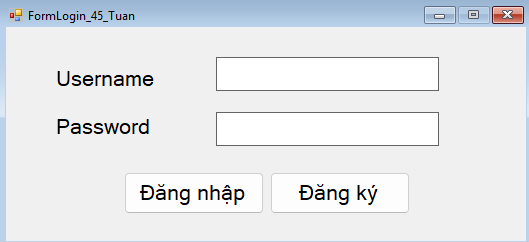 FormLogin_45_Tuan
Username
Password
Đăng nhập Đăng ký